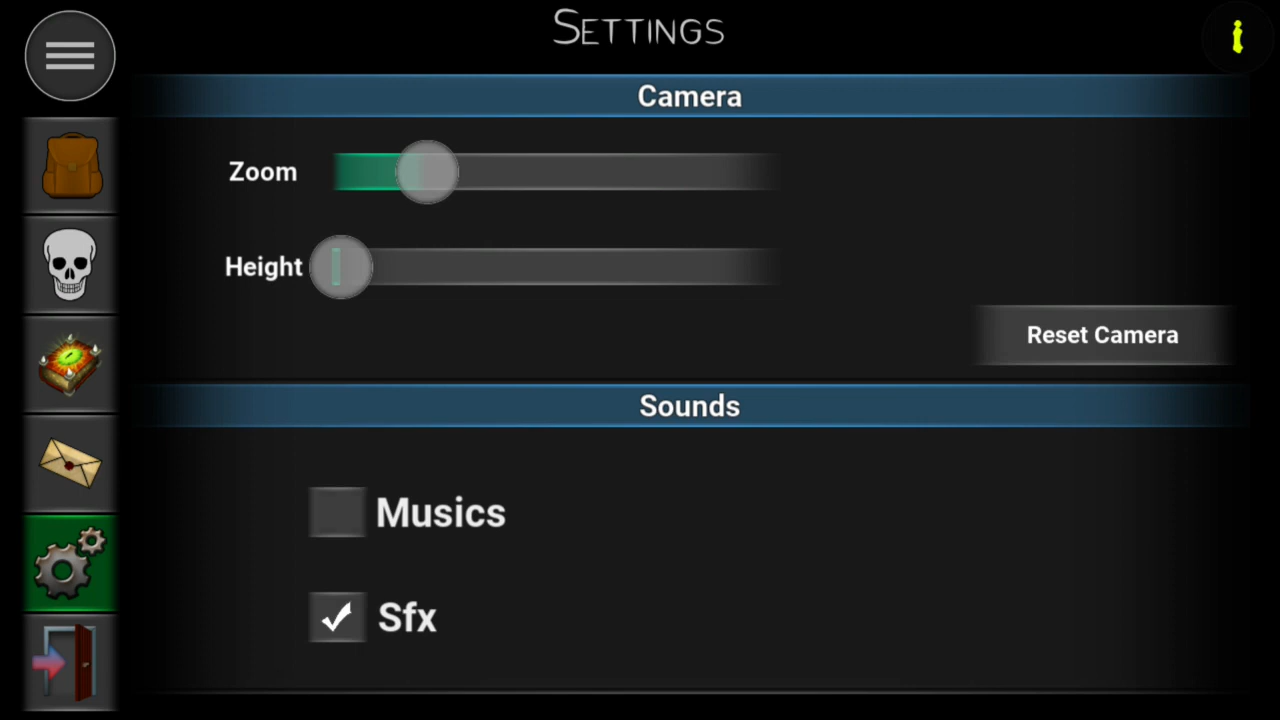 Settings
Camera
Zoom
Height
Reset Camera
Sounds
Musics
Sfx